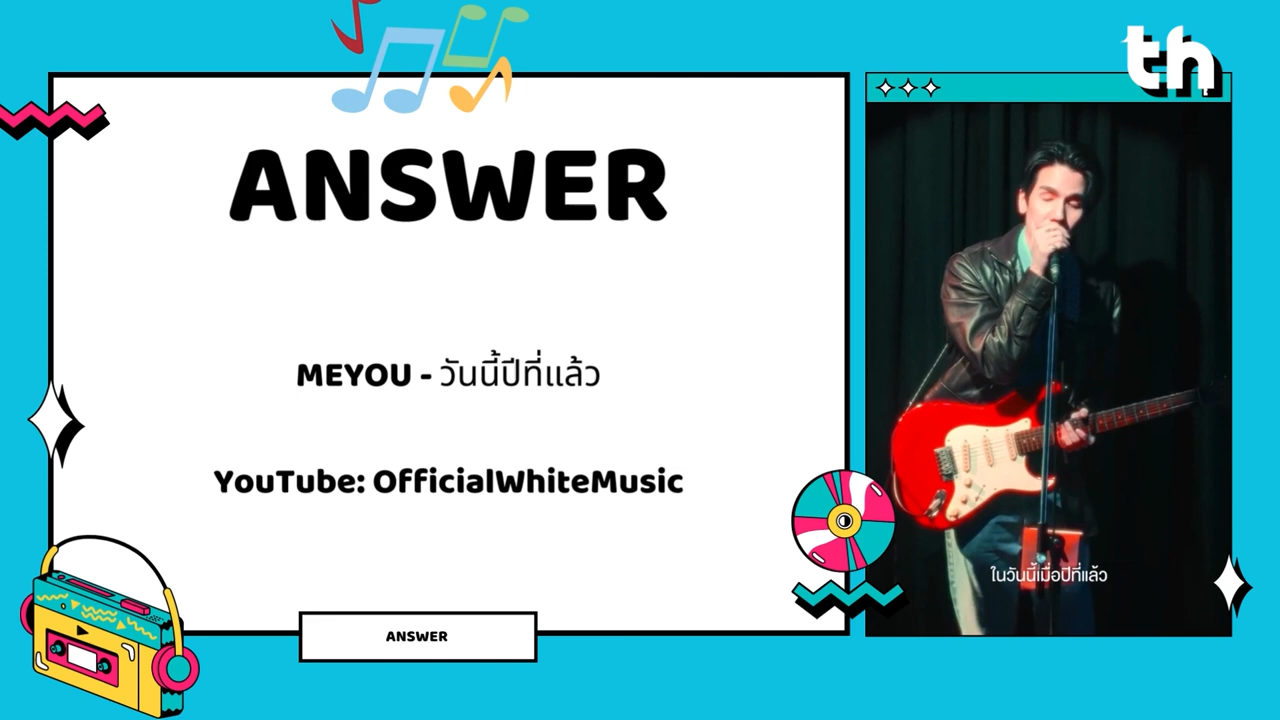 th
ANSWER
MEYOU - วันนี้ปีที่แล้ว
YouTube: OfficialWhiteMusic
ในวันนี้เมื่อปีที่แล้ว
ANSWER